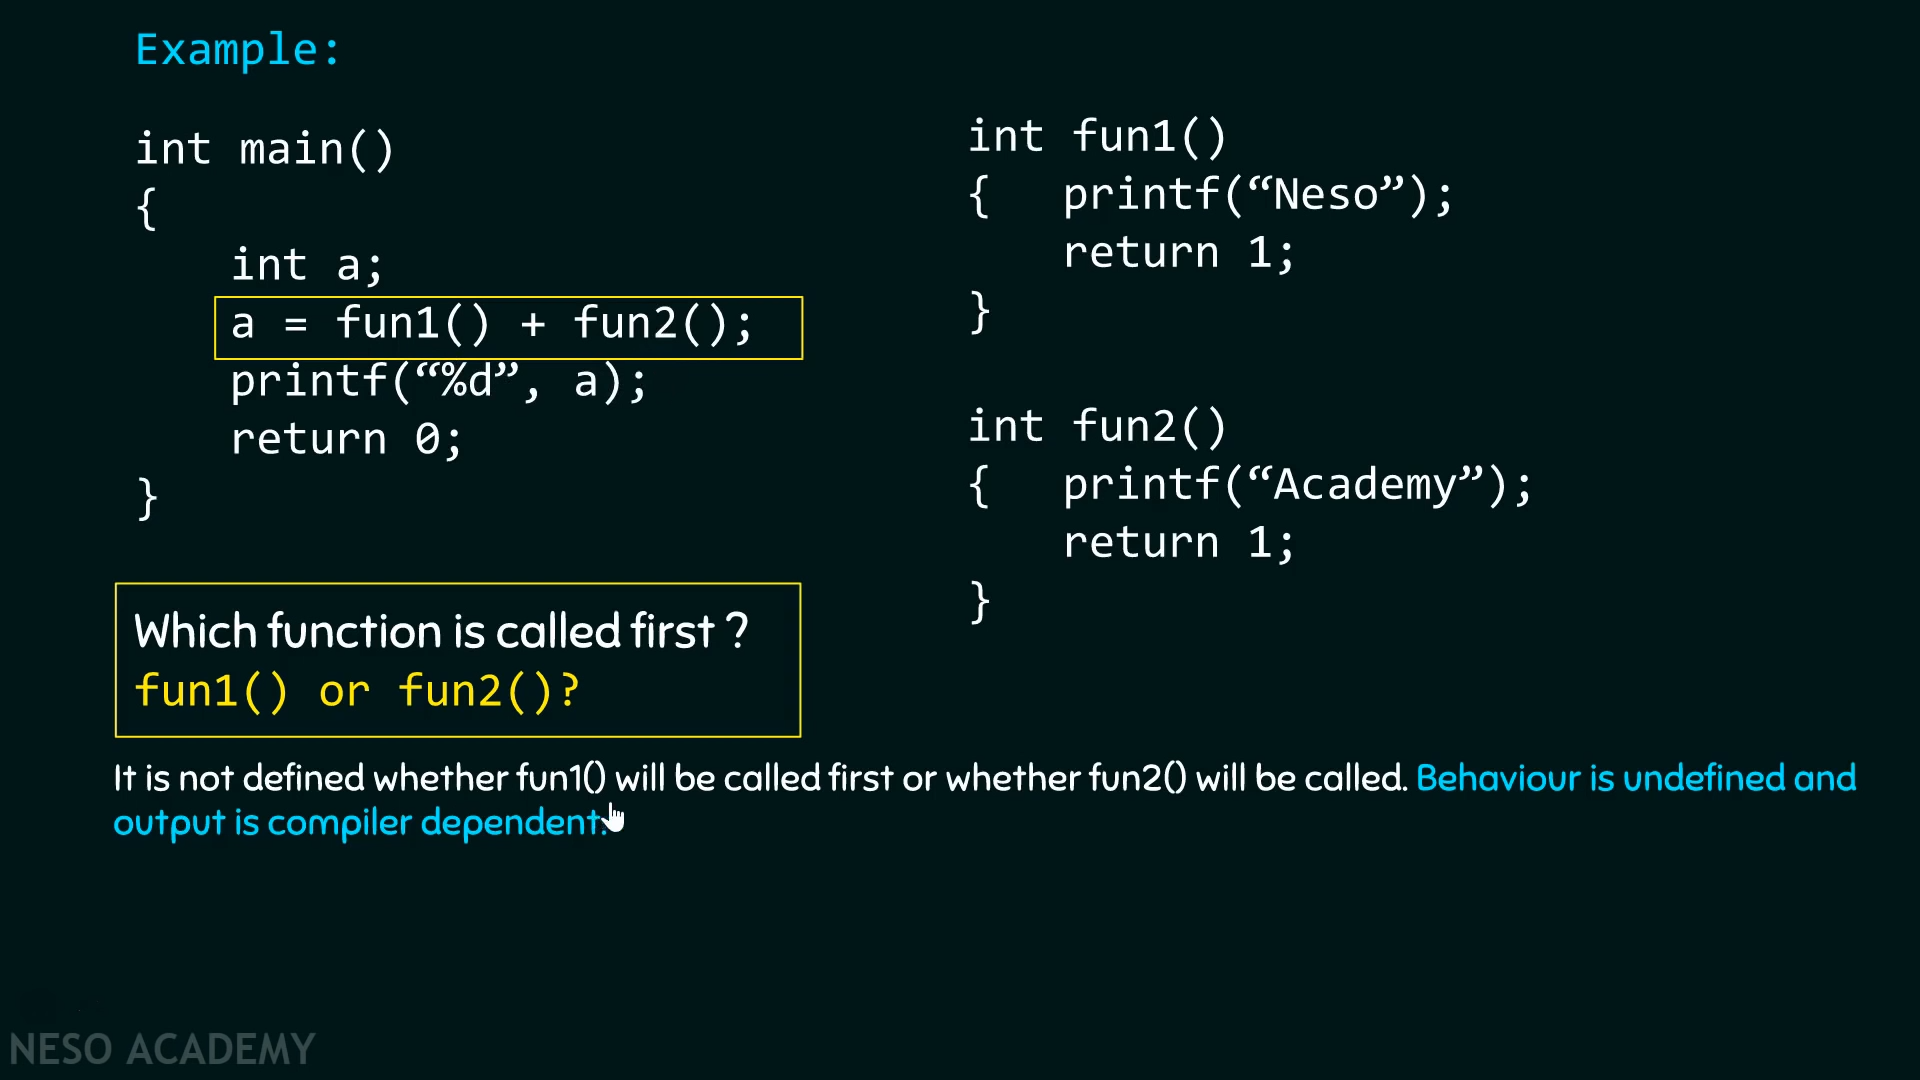 Example:
int main()
{
int a;
a = fun1() + fun2();
printf(“%d”, a);
return 0;
}
int fun1()
{ printf(“Neso”);
return 1;
}
int fun2()
{ printf(“Academy”);
return 1;
}
Which function is called first ?
fun1() or fun2()?
It is not defined whether fun1() will be called first or whether fun2() will be called. Behaviour is undefined and
output is compiler dependent.
NESO ACADEMY